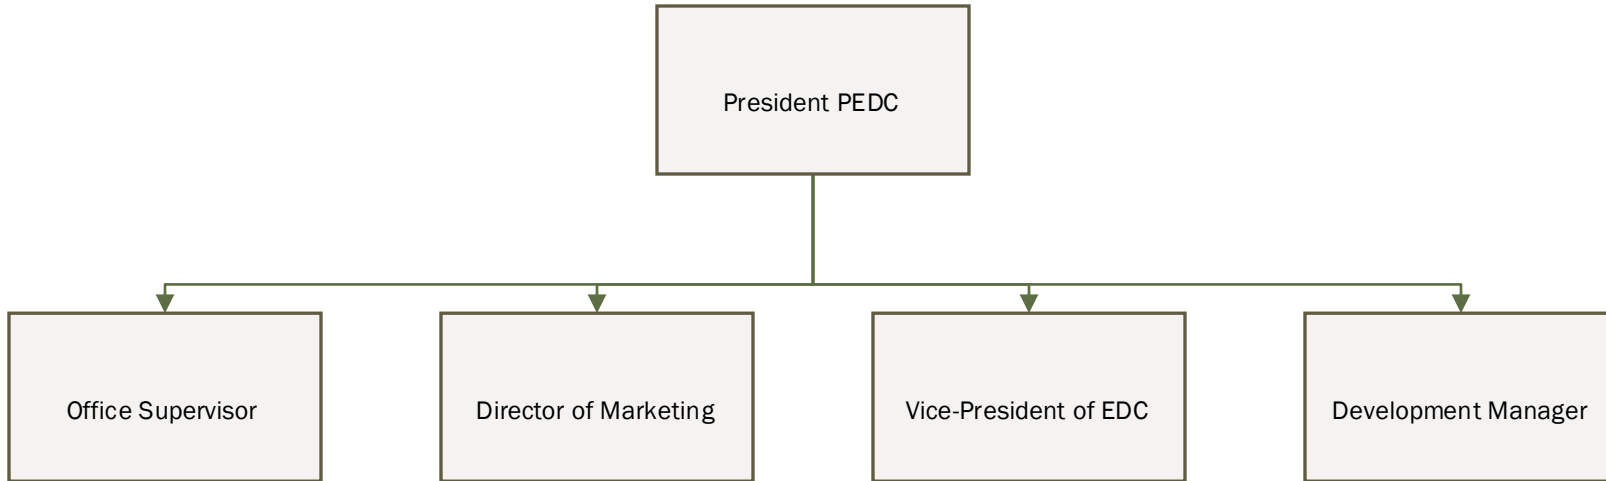 President PEDC
Office Supervisor
Director of Marketing
Vice-President of EDC
Development Manager